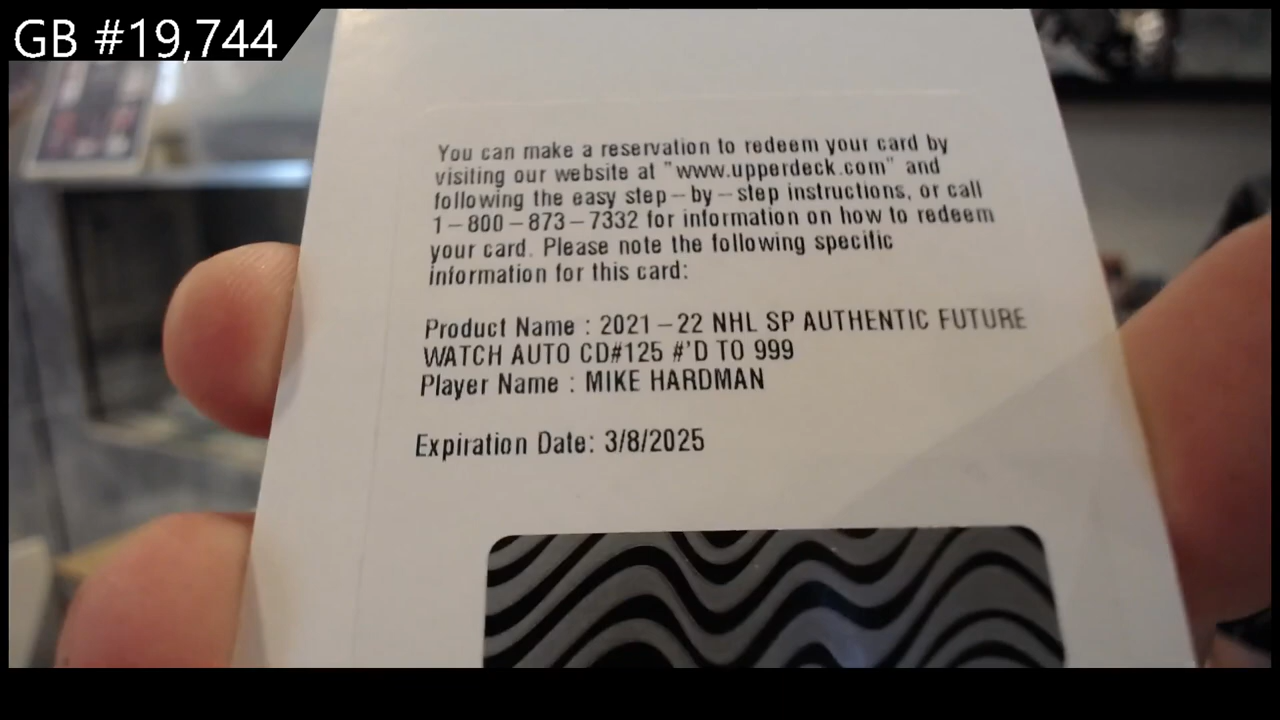 GB #19,744
You can make a reservation to redeem your card by
visiting our website at "www.upperdeck.com" and
following the easy step-by-step instructions, or call
1-800-873-7332 for information on how to redeem
your card. Please note the following specific
information for this card:
Product Name : 2021-22 NHL SP AUTHENTIC FUTURE
WATCH AUTO CD#125 #'D TO 999
Player Name : MIKE HARDMAN
Expiration Date: 3/8/2025